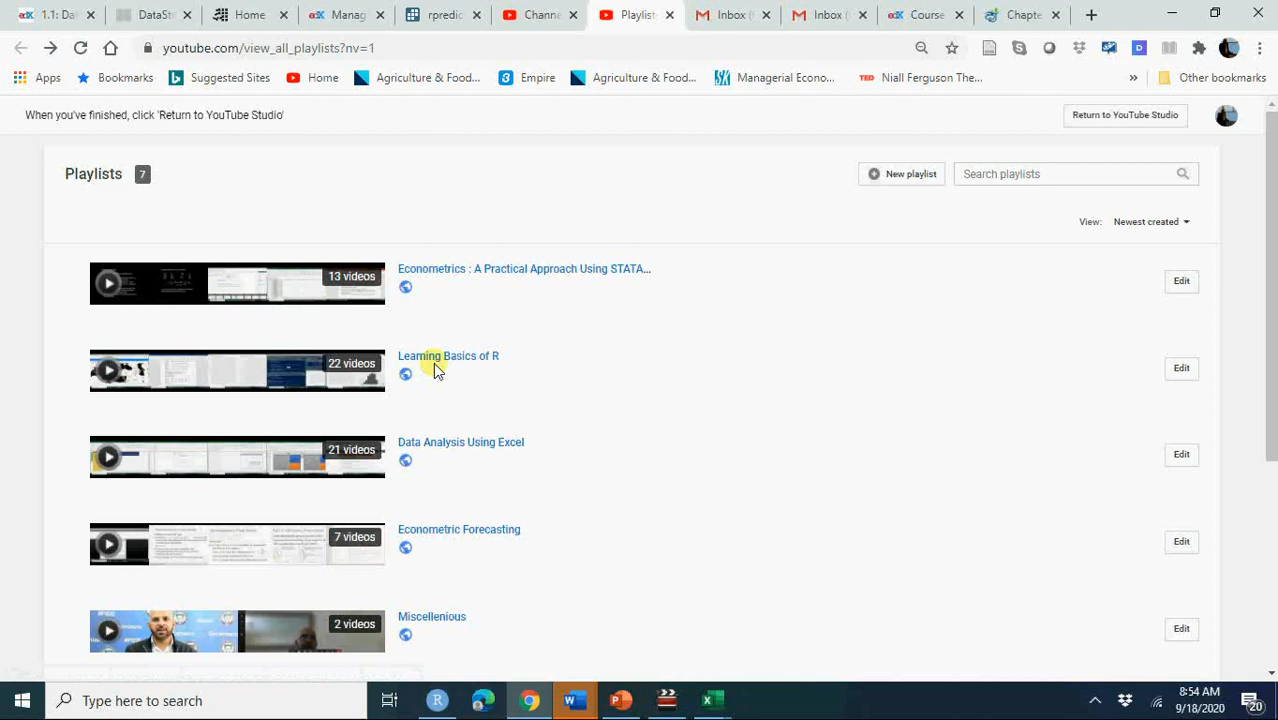 1.1: Da
DataSt
Home
Manag
rpredic
Channe
Playlist
Inbox (
Inbox (
Course
Chapte
youtube.com/view_all_playlists?nv=1
Apps
Bookmarks
Suggested Sites
Home
Agriculture & Food...
Empire
Agriculture & Food...
Managerial Econo...
TED
Niall Ferguson The...
»
Other bookmarks
When you've finished, click 'Return to YouTube Studio'
Return to YouTube Studio
Playlists 7
New playlist
Search playlists
View: Newest created
13 videos
Econometrics : A Practical Approach Using STATA...
Edit
22 videos
Learning Basics of R
Edit
21 videos
Data Analysis Using Excel
Edit
7 videos
Econometric Forecasting
Edit
2 videos
Miscellenious
Edit
Type here to search
8:54 AM
9/18/2020
20